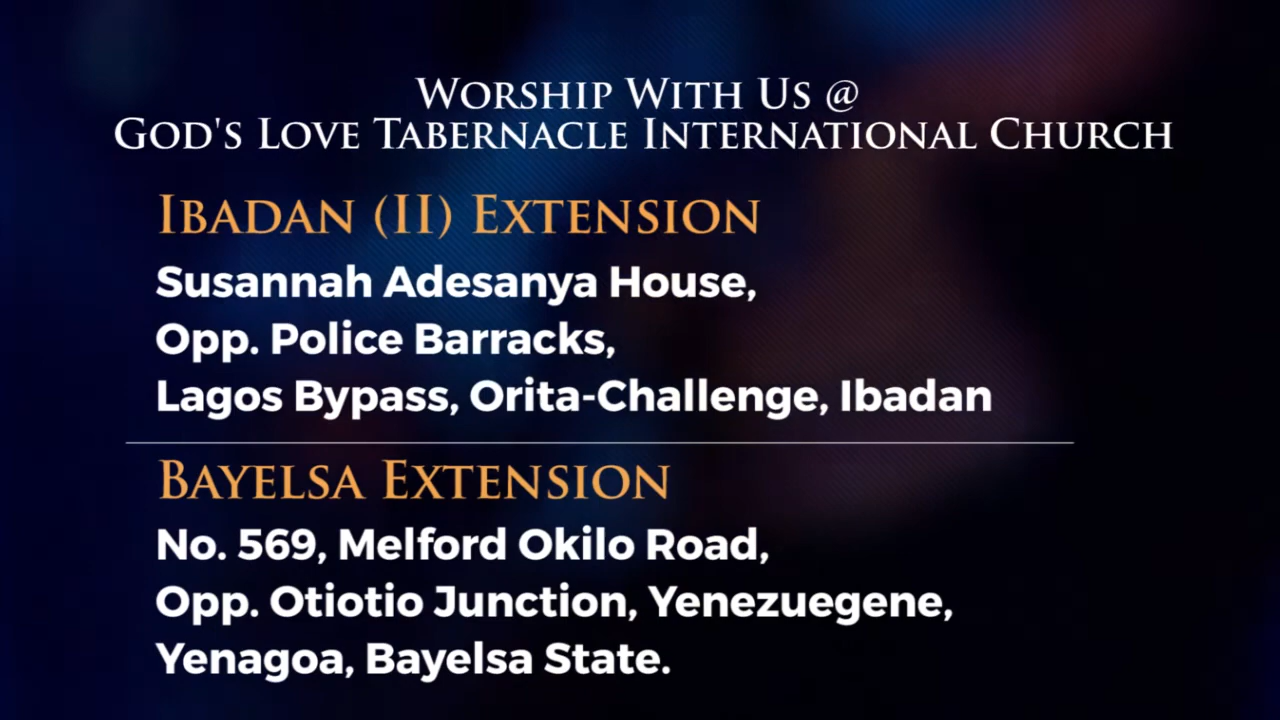 Worship With Us @
God's Love Tabernacle International Church
Ibadan (II) Extension
Susannah Adesanya House,
Opp. Police Barracks,
Lagos Bypass, Orita-Challenge, Ibadan
Bayelsa Extension
No. 569, Melford Okilo Road,
Opp. Otiotio Junction, Yenezuegene,
Yenagoa, Bayelsa State.